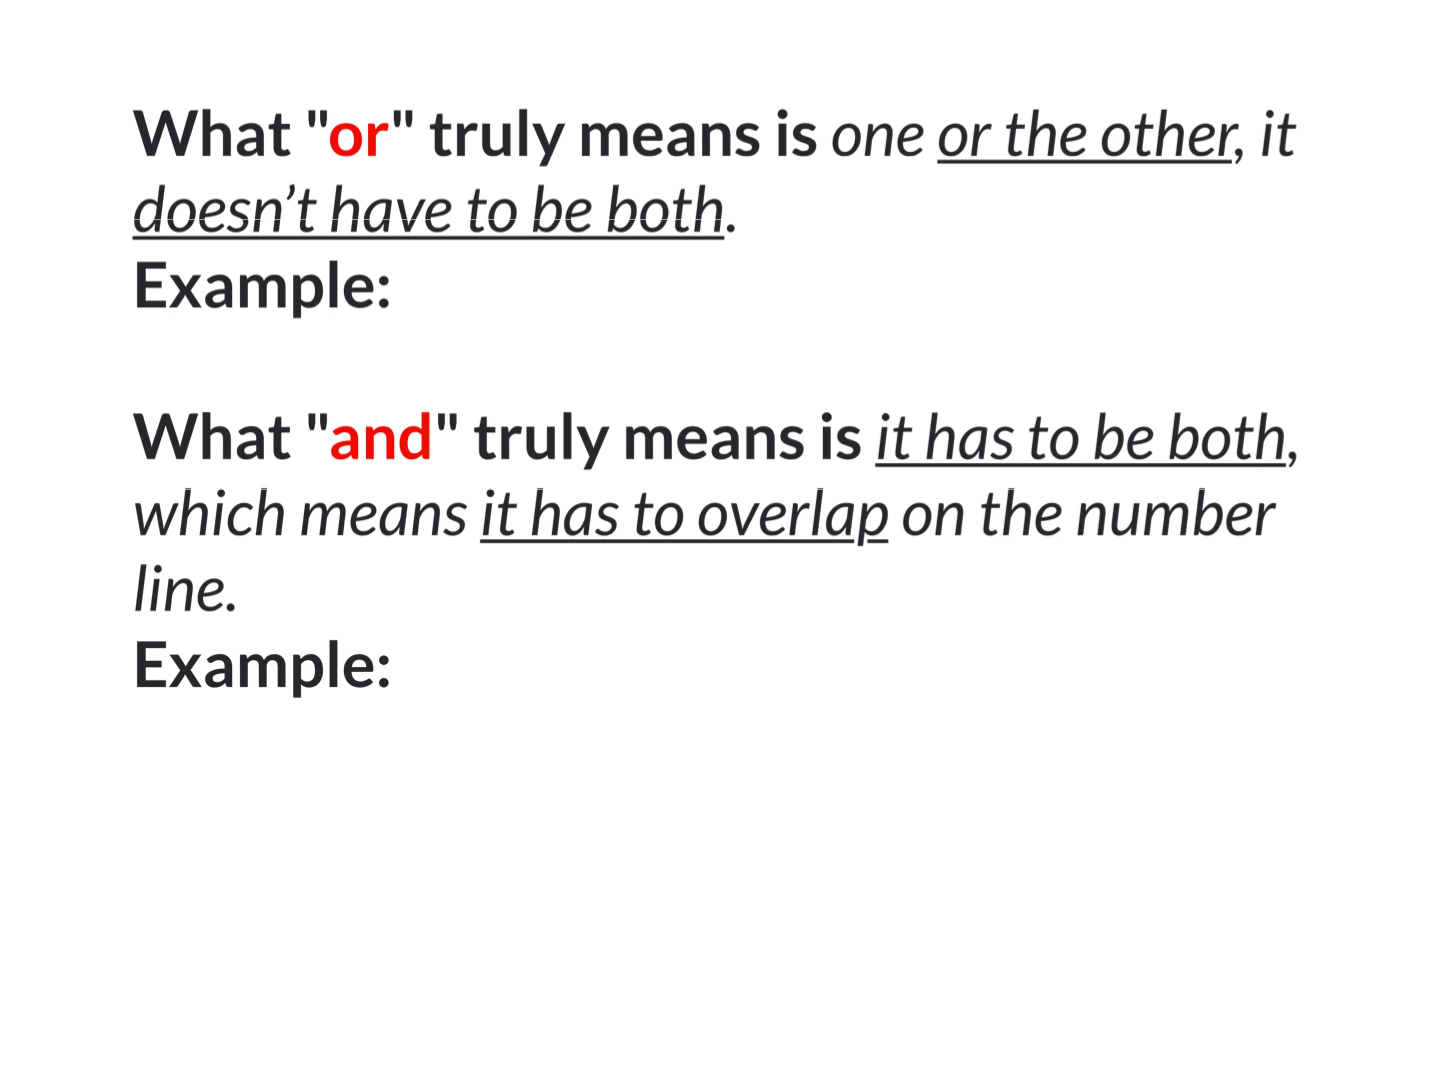 What "or" truly means is one or the other, it
doesn’t have to be both.
Example:
What "and" truly means is it has to be both,
which means it has to overlap on the number
line.
Example: